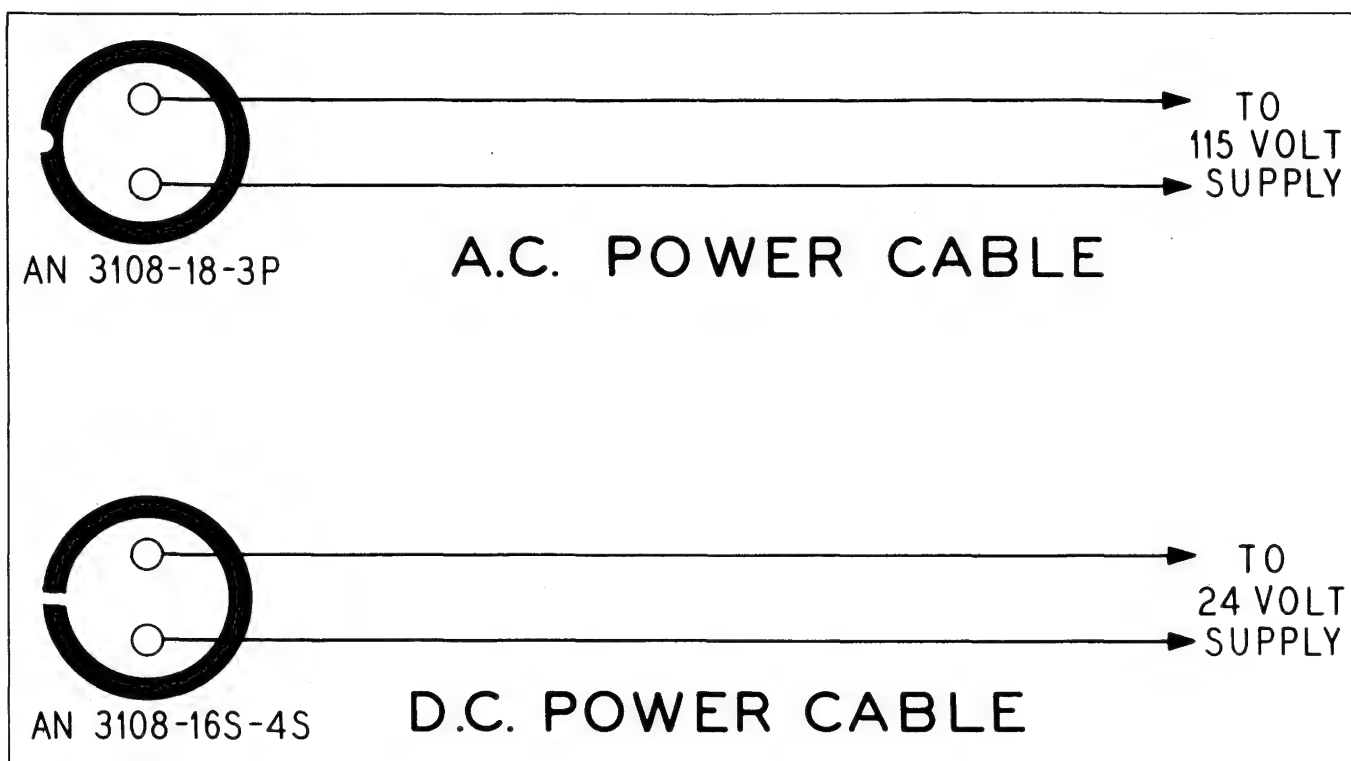 TO
115 VOLT
SUPPLY
AN 3108-18-3P
A.C. POWER CABLE
TO
24 VOLT
SUPPLY
AN 3108-16S-4S
D.C. POWER CABLE